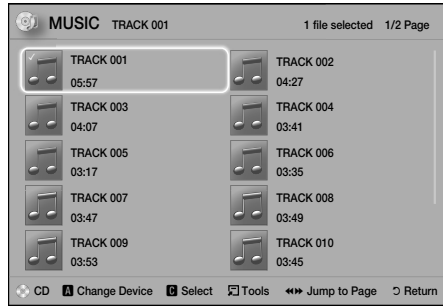 MUSIC TRACK 001 1 file selected 1/2 Page
TRACK 001 TRACK 002
05:57 04:27
TRACK 003 TRACK 004
04:07 03:41
TRACK 005 TRACK 006
03:17 03:35
TRACK 007 TRACK 008
03:47 03:49
TRACK 009 TRACK 010
03:53 03:45
CD A Change Device C Select Tools Jump to Page Return